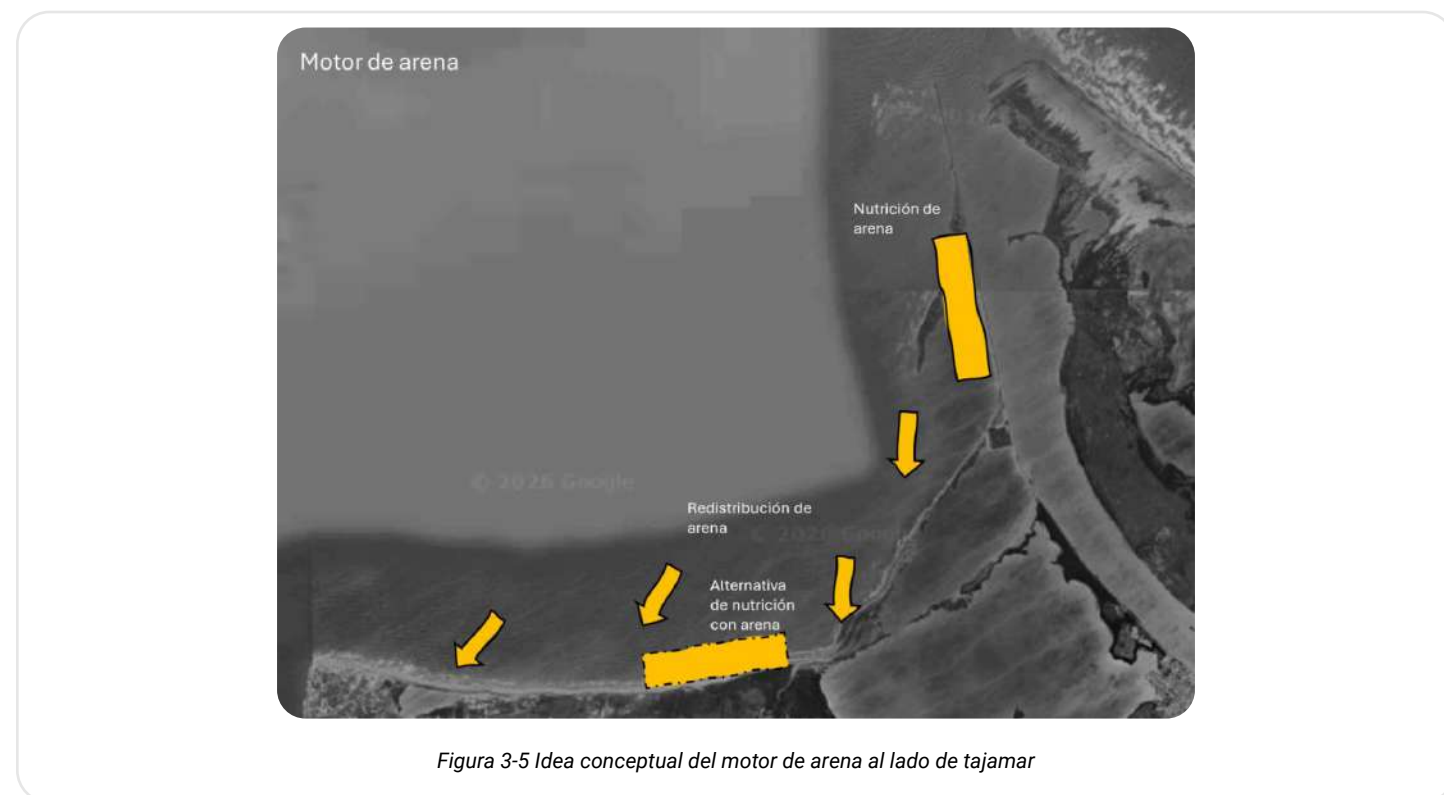 Motor de arena
Nutrición de
arena
© 2026 Google
Redistribución de
arena
Alternativa
de nutrición
con arena
Figura 3-5 Idea conceptual del motor de arena al lado de tajamar